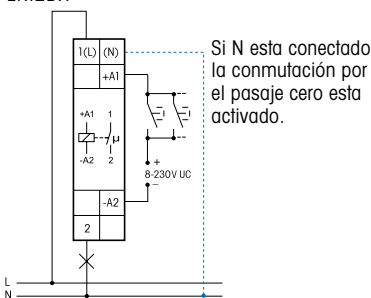 1(L) (N)
+A1
+A1 1
-A2 2
+
8-230V UC
–
-A2
2
L
N
Si N esta conectado
la conmutación por
el pasaje cero esta
activado.